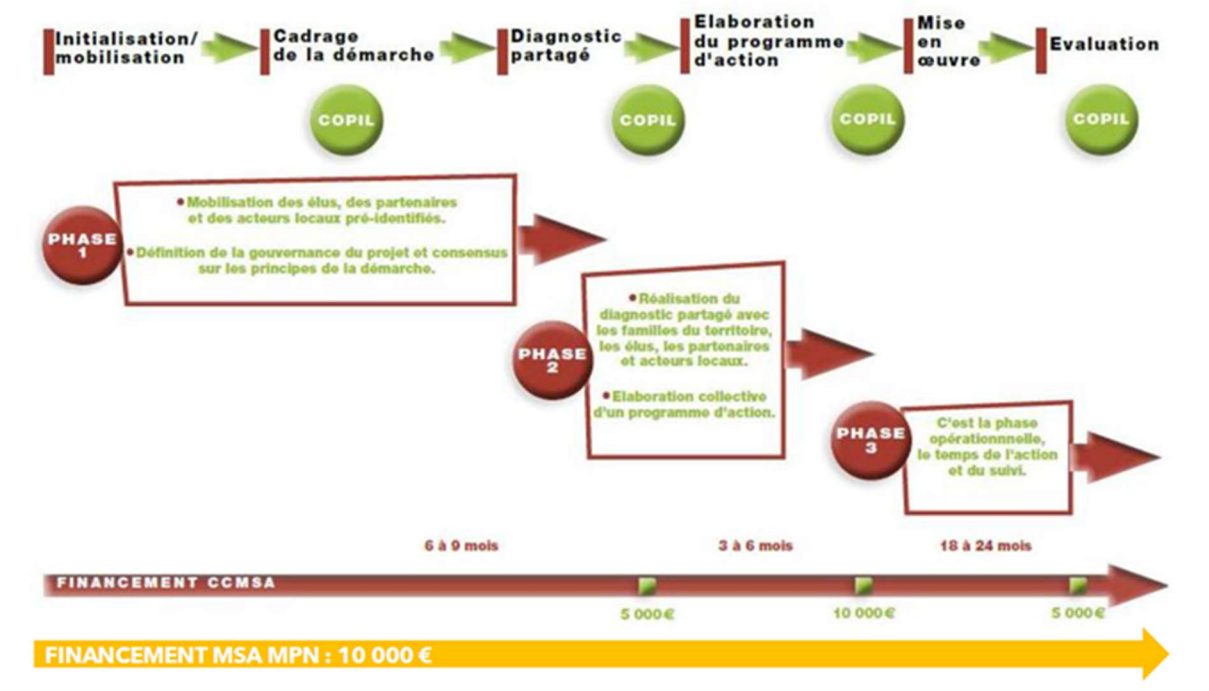 Initialisation/
mobilisation
Cadrage
de la démarche
Diagnostic
partagé
Elaboration
du programme
d'action
Mise
en
œuvre
Evaluation
COPIL
COPIL
COPIL
COPIL
PHASE
1
•Mobilisation des élus, des partenaires
et des acteurs locaux pré-identifiés.
•Définition de la gouvernance du projet et consensus
sur les principes de la démarche.
PHASE
2
•Réalisation du
diagnostic partagé avec
les familles du territoire,
les élus, les partenaires
et acteurs locaux.
•Elaboration collective
d'un programme d'action.
PHASE
3
C'est la phase
opérationnnelle,
le temps de l'action
et du suivi.
6 à 9 mois
3 à 6 mois
18 à 24 mois
FINANCEMENT CCMSA
5 000€
10 000€
5 000€
FINANCEMENT MSA MPN : 10 000 €